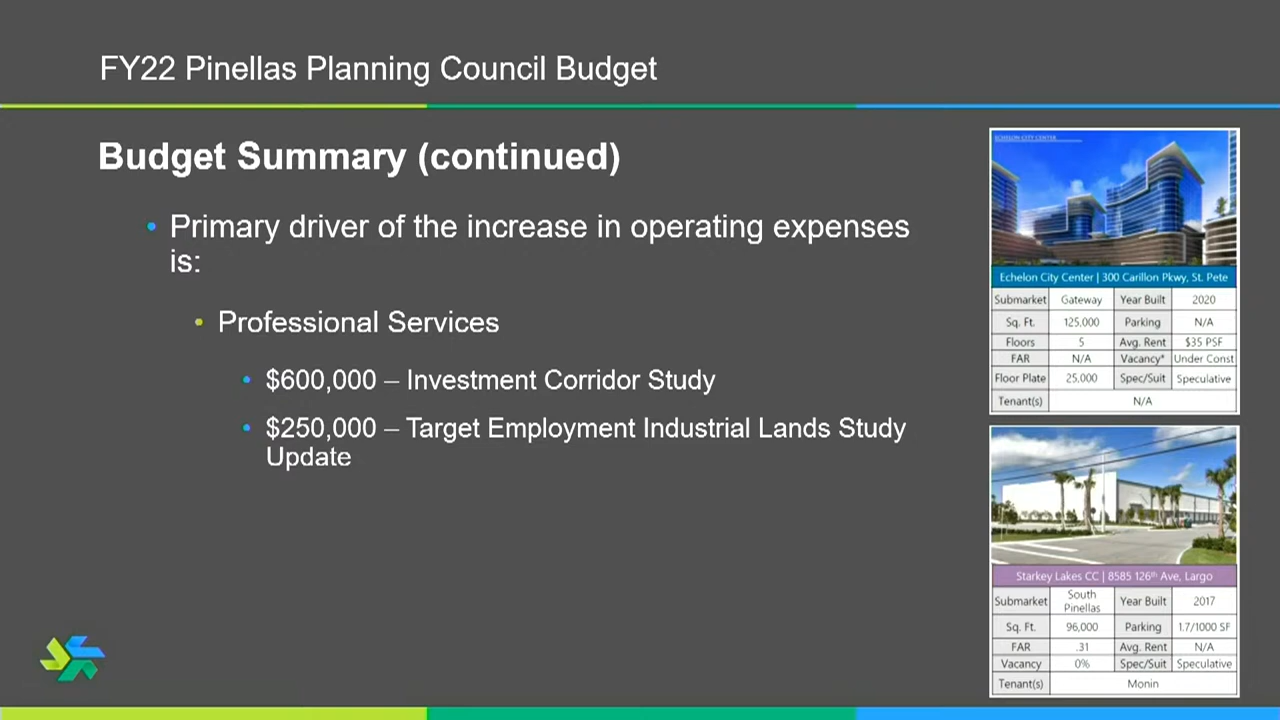 FY22 Pinellas Planning Council Budget
Budget Summary (continued)
• Primary driver of the increase in operating expenses
is:
• Professional Services
• $600,000 – Investment Corridor Study
• $250,000 – Target Employment Industrial Lands Study
Update
ECHELON CITY CENTER
Echelon City Center | 300 Carillon Pkwy, St. Pete
Submarket Gateway Year Built 2020
Sq. Ft. 125,000 Parking N/A
Floors 5 Avg. Rent $35 PSF
FAR N/A Vacancy* Under Const
Floor Plate 25,000 Spec/Suit Speculative
Tenant(s) N/A
Starkey Lakes CC | 8585 126th Ave, Largo
Submarket South Pinellas Year Built 2017
Sq. Ft. 96,000 Parking 1.7/1000 SF
FAR .31 Avg. Rent N/A
Vacancy 0% Spec/Suit Speculative
Tenant(s) Monin